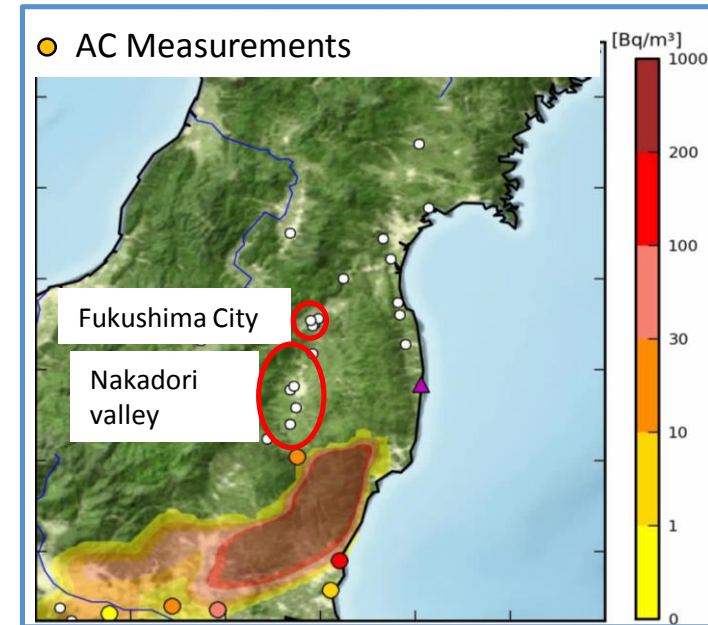 AC Measurements
[Bq/m³]
1000
200
100
30
10
1
0
Fukushima City
Nakadori
valley